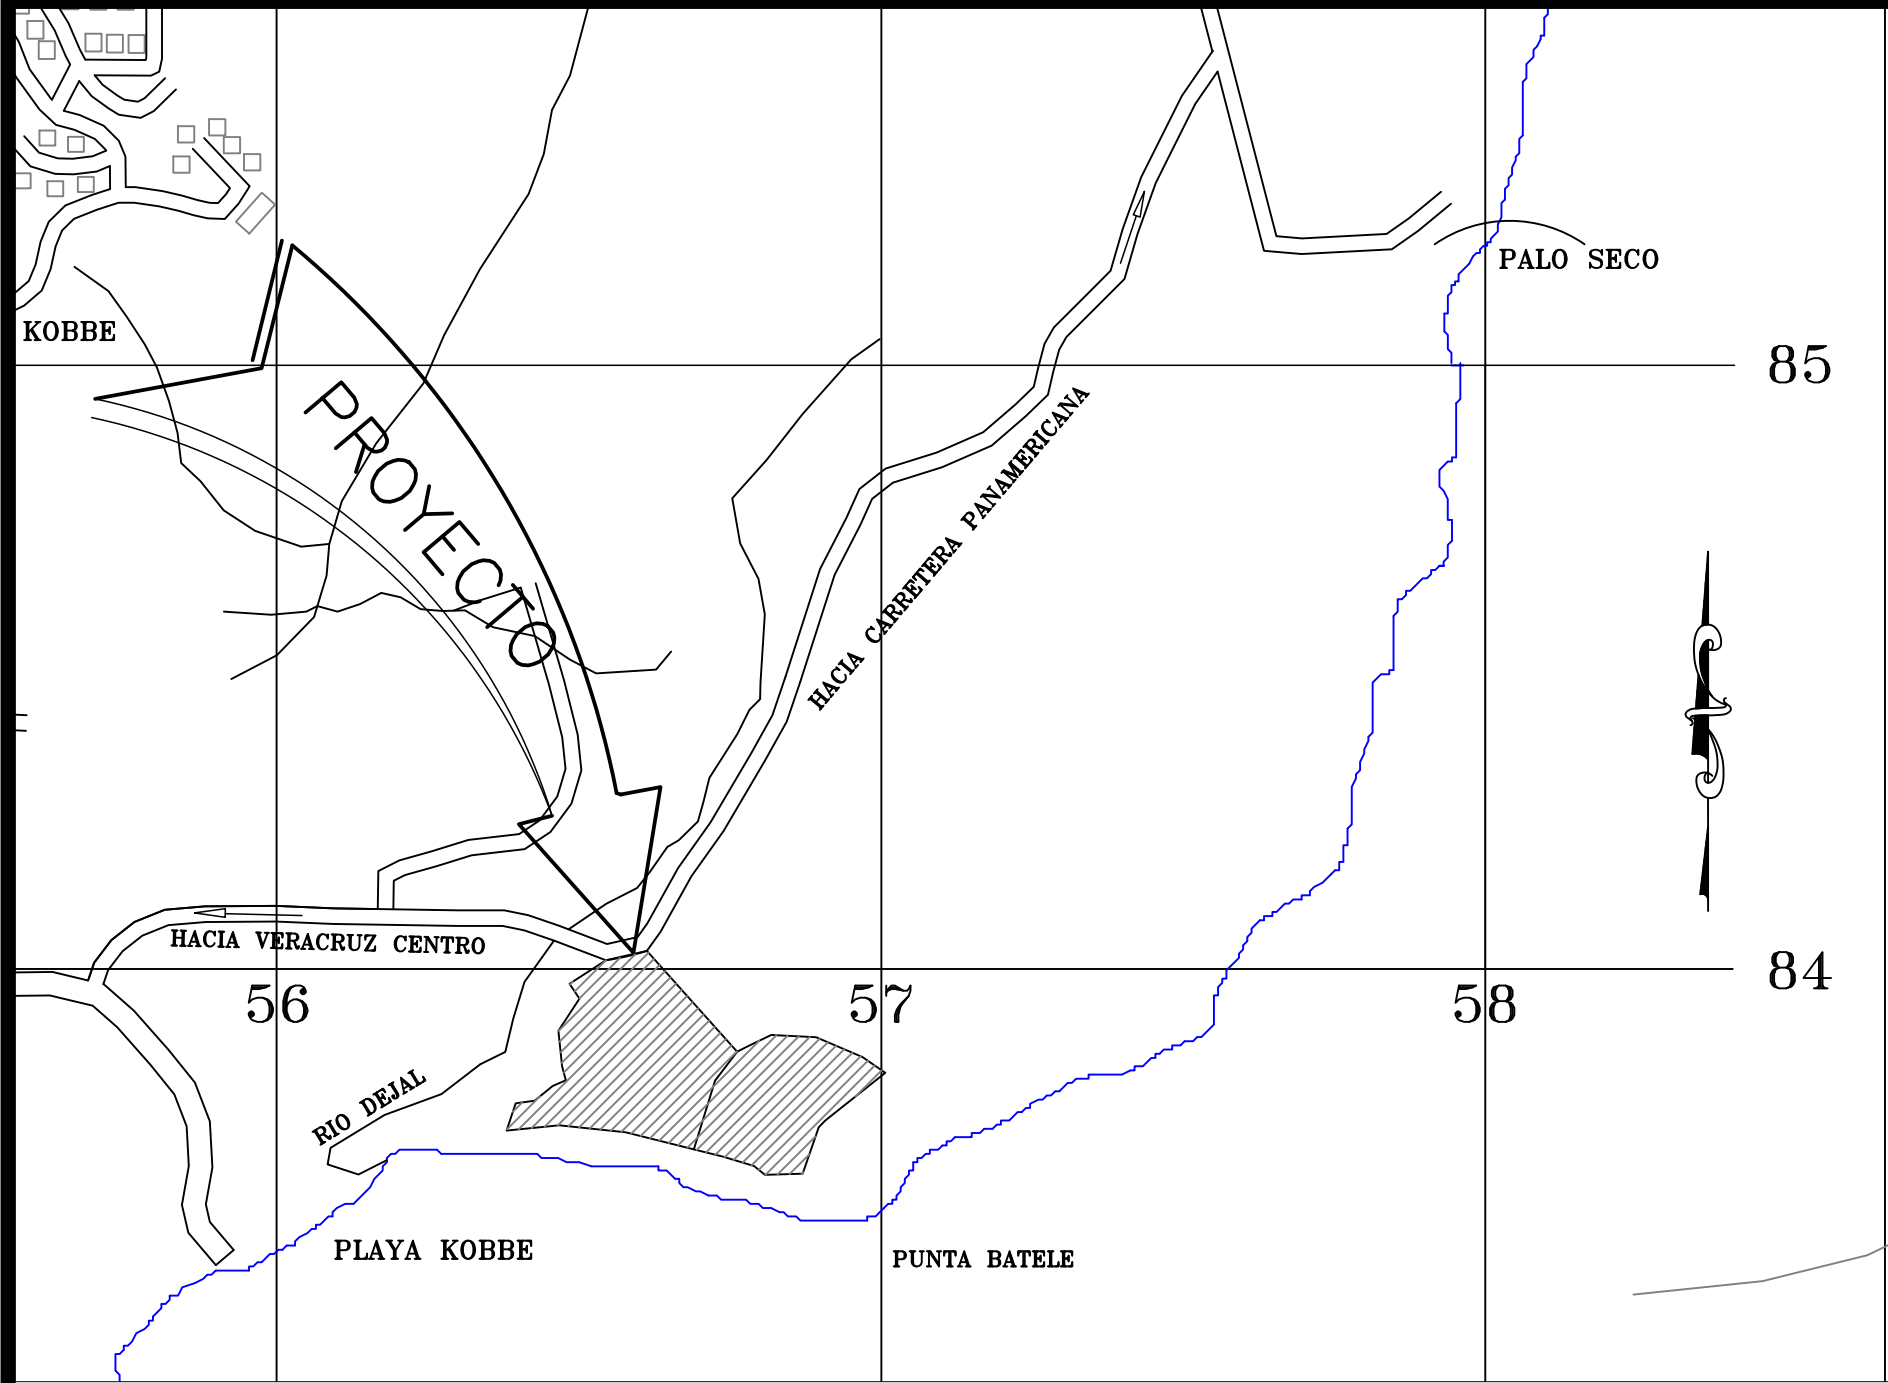 PALO SECO
KOBBE
85
PROYECTO
HACIA CARRETERA PANAMERICANA
HACIA VERACRUZ CENTRO
84
56
57
58
RIO DEJAL
PLAYA KOBBE
PUNTA BATELE